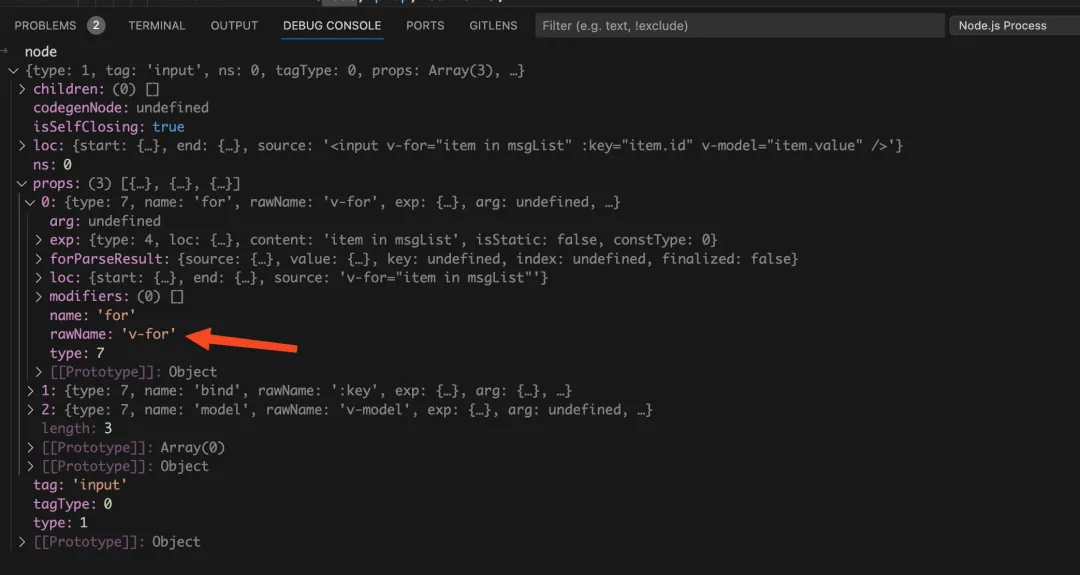 PROBLEMS 2 TERMINAL OUTPUT DEBUG CONSOLE PORTS GITLENS Filter (e.g. text, !exclude) Node.js Process
node
{type: 1, tag: 'input', ns: 0, tagType: 0, props: Array(3), …}
children: (0) []
codegenNode: undefined
isSelfClosing: true
loc: {start: {…}, end: {…}, source: '<input v-for="item in msgList" :key="item.id" v-model="item.value" />'}
ns: 0
props: (3) [{…}, {…}, {…}]
0: {type: 7, name: 'for', rawName: 'v-for', exp: {…}, arg: undefined, …}
arg: undefined
exp: {type: 4, loc: {…}, content: 'item in msgList', isStatic: false, constType: 0}
forParseResult: {source: {…}, value: {…}, key: undefined, index: undefined, finalized: false}
loc: {start: {…}, end: {…}, source: 'v-for="item in msgList"'}
modifiers: (0) []
name: 'for'
rawName: 'v-for'
type: 7
[[Prototype]]: Object
1: {type: 7, name: 'bind', rawName: ':key', exp: {…}, arg: {…}, …}
2: {type: 7, name: 'model', rawName: 'v-model', exp: {…}, arg: undefined, …}
length: 3
[[Prototype]]: Array(0)
[[Prototype]]: Object
tag: 'input'
tagType: 0
type: 1
[[Prototype]]: Object